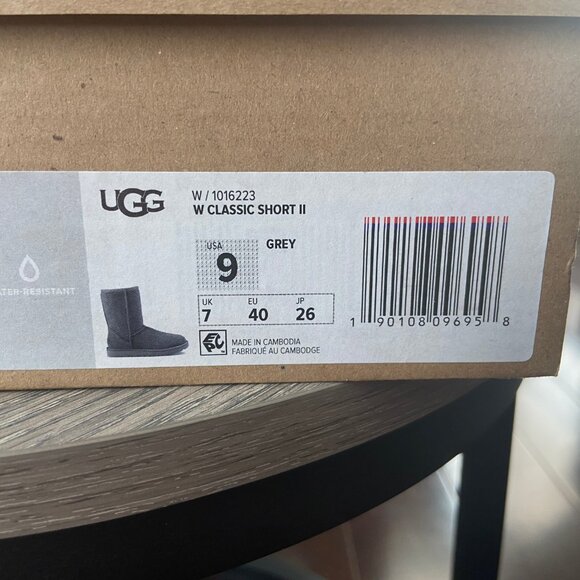 UGG
W / 1016223
W CLASSIC SHORT II
USA
9
GREY
UK EU JP
7 40 26
MADE IN CAMBODIA
FABRIQUÉ AU CAMBODGE
1 90108 09695 8
RESISTANT